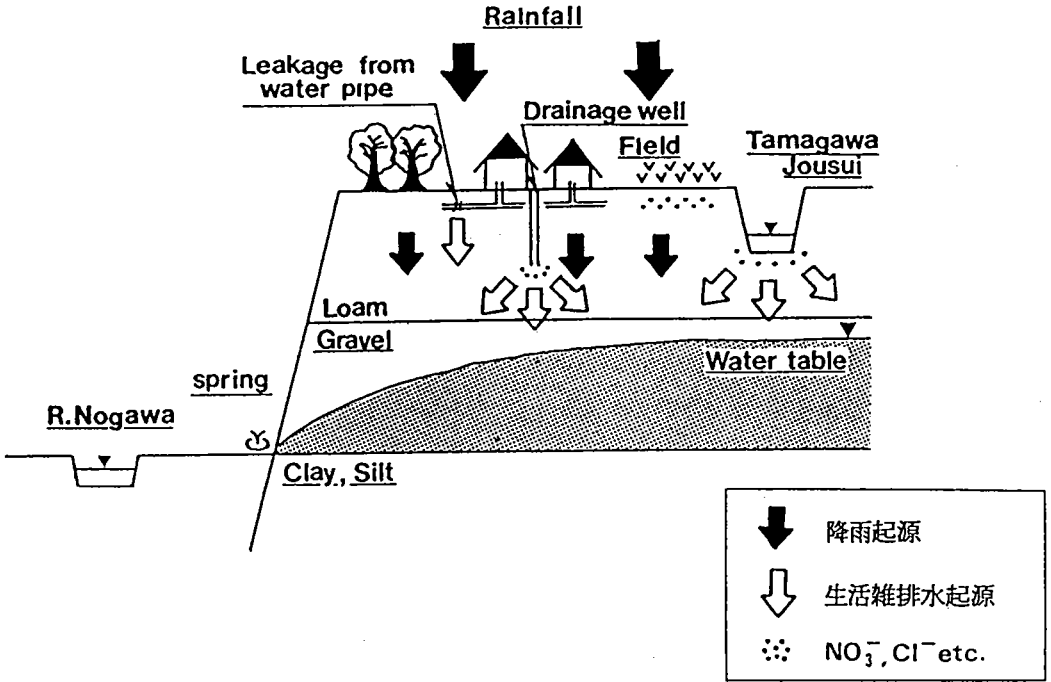 Rainfall
Leakage from
water pipe
Drainage well
Field
Tamagawa
Jousui
Loam
Gravel
Water table
spring
R.Nogawa
Clay, Silt
降雨起源
生活雑排水起源
NO₃⁻, Cl⁻ etc.